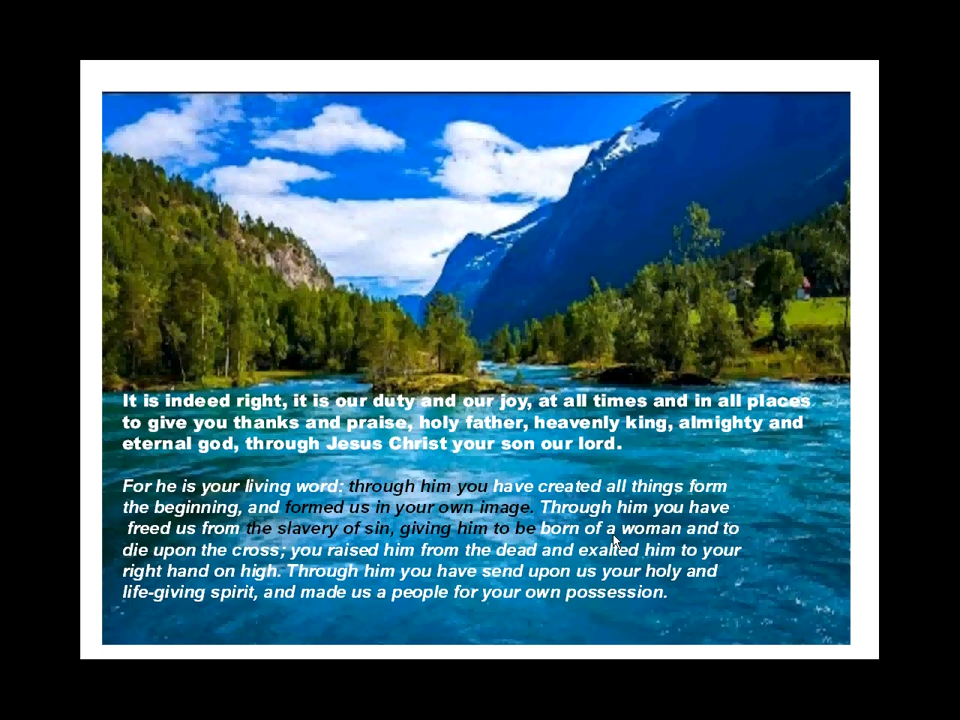 It is indeed right, it is our duty and our joy, at all times and in all places
to give you thanks and praise, holy father, heavenly king, almighty and
eternal god, through Jesus Christ your son our lord.
For he is your living word; through him you have created all things form
the beginning, and formed us in your own image. Through him you have
freed us from the slavery of sin, giving him to be born of a woman and to
die upon the cross; you raised him from the dead and exalted him to your
right hand on high. Through him you have send upon us your holy and
life-giving spirit, and made us a people for your own possession.